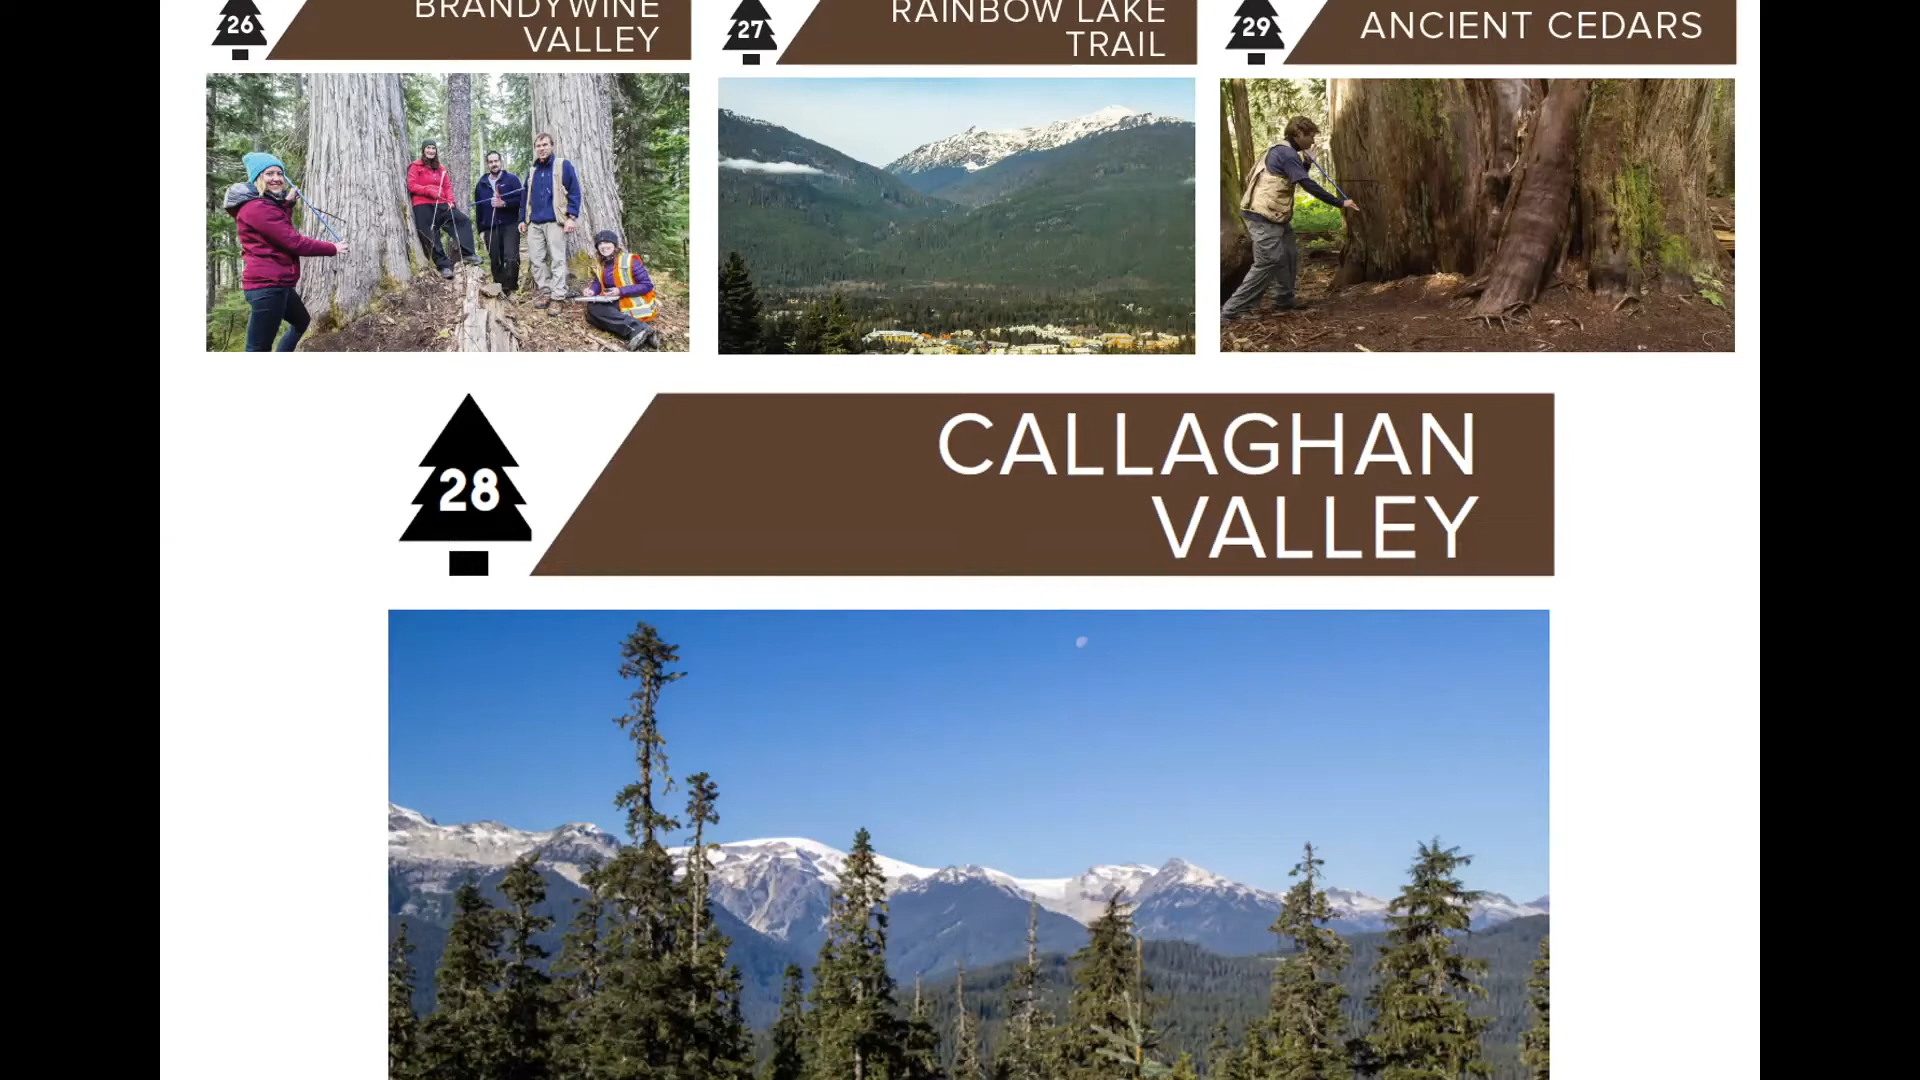 26
BRANDYWINE
VALLEY
27
RAINBOW LAKE
TRAIL
29
ANCIENT CEDARS
28
CALLAGHAN
VALLEY